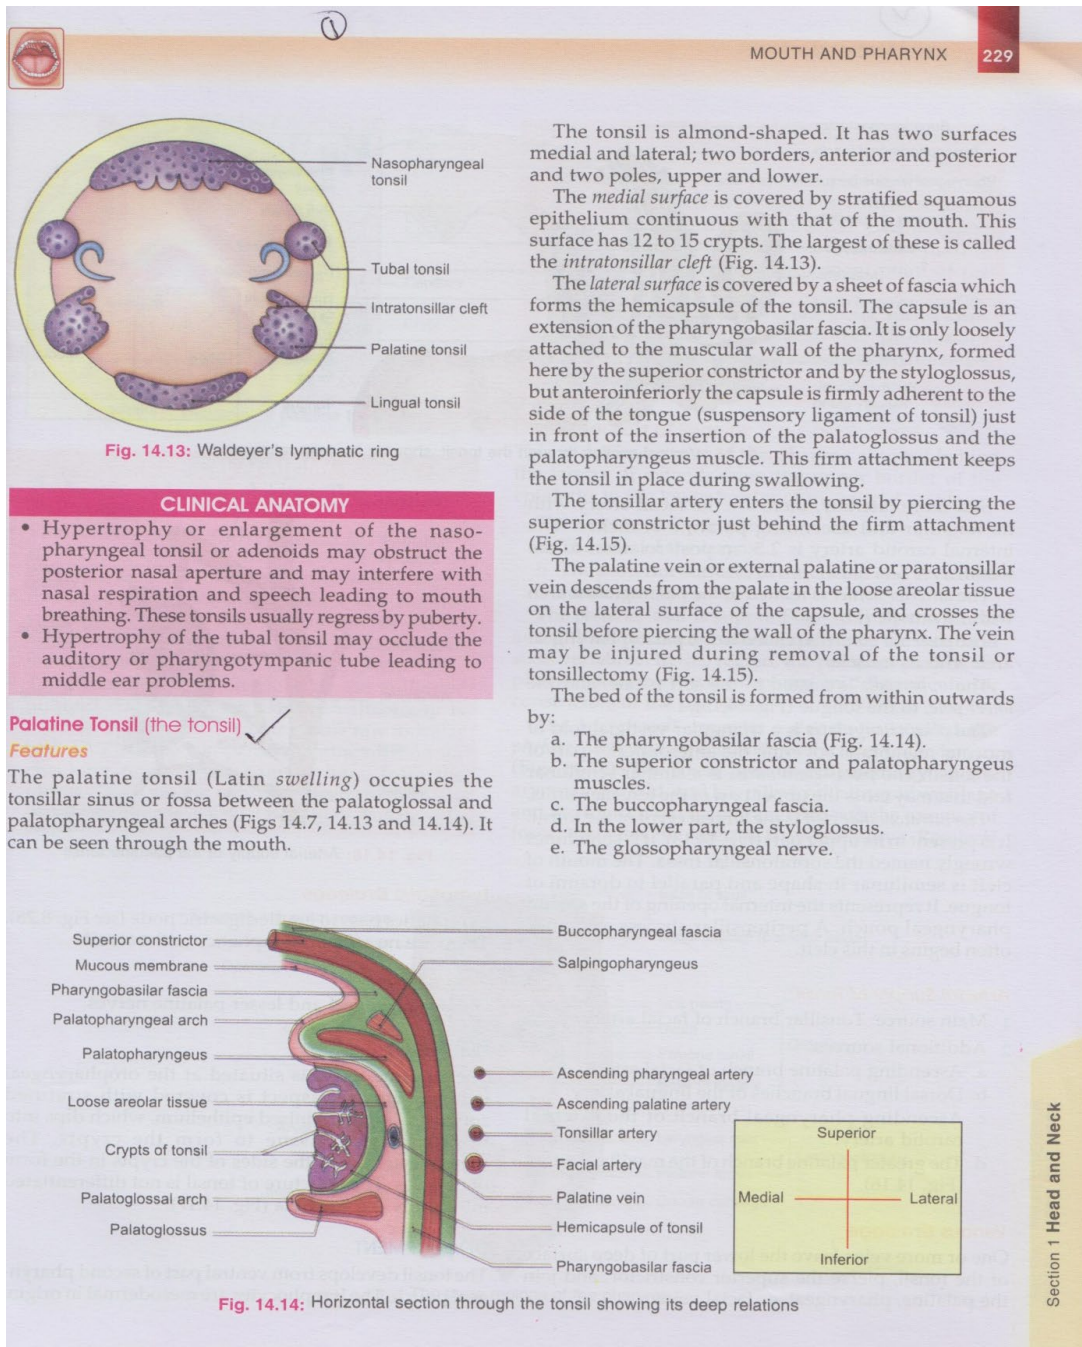 1
MOUTH AND PHARYNX
229
Nasopharyngeal
tonsil
Tubal tonsil
Intratonsillar cleft
Palatine tonsil
Lingual tonsil
Fig. 14.13: Waldeyer's lymphatic ring
CLINICAL ANATOMY
• Hypertrophy or enlargement of the naso-
pharyngeal tonsil or adenoids may obstruct the
posterior nasal aperture and may interfere with
nasal respiration and speech leading to mouth
breathing. These tonsils usually regress by puberty.
• Hypertrophy of the tubal tonsil may occlude the
auditory or pharyngotympanic tube leading to
middle ear problems.
Palatine Tonsil (the tonsil)
Features
The palatine tonsil (Latin swelling) occupies the
tonsillar sinus or fossa between the palatoglossal and
palatopharyngeal arches (Figs 14.7, 14.13 and 14.14). It
can be seen through the mouth.
The tonsil is almond-shaped. It has two surfaces
medial and lateral; two borders, anterior and posterior
and two poles, upper and lower.
The medial surface is covered by stratified squamous
epithelium continuous with that of the mouth. This
surface has 12 to 15 crypts. The largest of these is called
the intratonsillar cleft (Fig. 14.13).
The lateral surface is covered by a sheet of fascia which
forms the hemicapsule of the tonsil. The capsule is an
extension of the pharyngobasilar fascia. It is only loosely
attached to the muscular wall of the pharynx, formed
here by the superior constrictor and by the styloglossus,
but anteroinferiorly the capsule is firmly adherent to the
side of the tongue (suspensory ligament of tonsil) just
in front of the insertion of the palatoglossus and the
palatopharyngeus muscle. This firm attachment keeps
the tonsil in place during swallowing.
The tonsillar artery enters the tonsil by piercing the
superior constrictor just behind the firm attachment
(Fig. 14.15).
The palatine vein or external palatine or paratonsillar
vein descends from the palate in the loose areolar tissue
on the lateral surface of the capsule, and crosses the
tonsil before piercing the wall of the pharynx. The vein
may be injured during removal of the tonsil or
tonsillectomy (Fig. 14.15).
The bed of the tonsil is formed from within outwards
by:
a. The pharyngobasilar fascia (Fig. 14.14).
b. The superior constrictor and palatopharyngeus
muscles.
c. The buccopharyngeal fascia.
d. In the lower part, the styloglossus.
e. The glossopharyngeal nerve.
Superior constrictor
Mucous membrane
Pharyngobasilar fascia
Palatopharyngeal arch
Palatopharyngeus
Loose areolar tissue
Crypts of tonsil
Palatoglossal arch
Palatoglossus
Buccopharyngeal fascia
Salpingopharyngeus
Ascending pharyngeal artery
Ascending palatine artery
Tonsillar artery
Facial artery
Palatine vein
Hemicapsule of tonsil
Pharyngobasilar fascia
Superior
Medial
Lateral
Inferior
Fig. 14.14: Horizontal section through the tonsil showing its deep relations
Section 1 Head and Neck